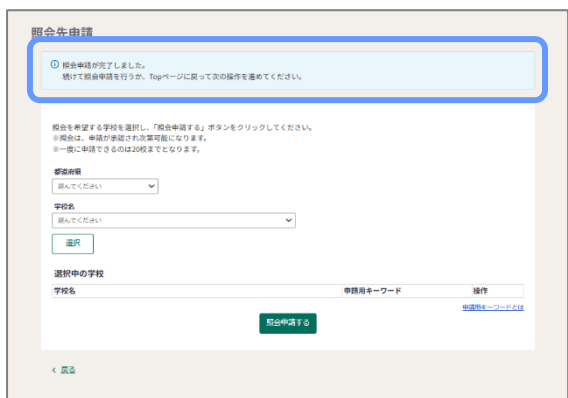 照会先申請
照会申請が完了しました。
続けて照会申請を行うか、Topページに戻って次の操作を進めてください。
照会を希望する学校を選択し、「照会申請する」ボタンをクリックしてください。
※照会は、申請が承認され次第可能になります。
※一度に申請できるのは20校までとなります。
都道府県
選んでください
学校名
選んでください
選択
選択中の学校
学校名 申請用キーワード 操作
申請用キーワードとは
照会申請する
< 戻る